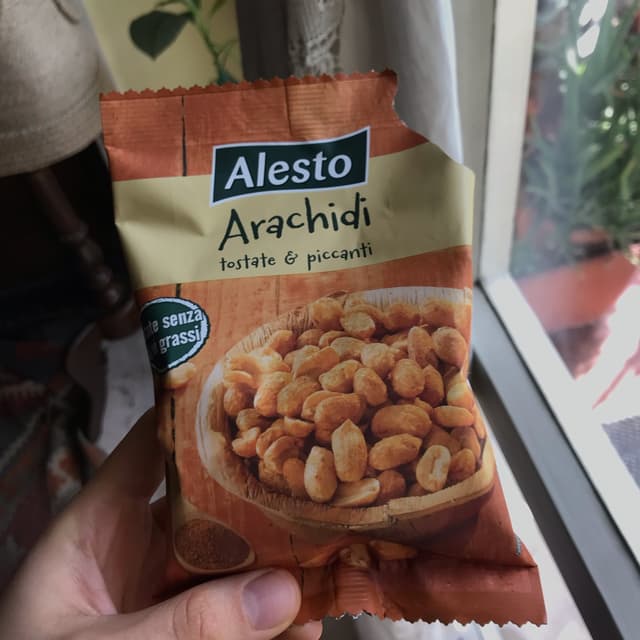 Alesto
Arachidi
tostate & piccanti
senza
grassi